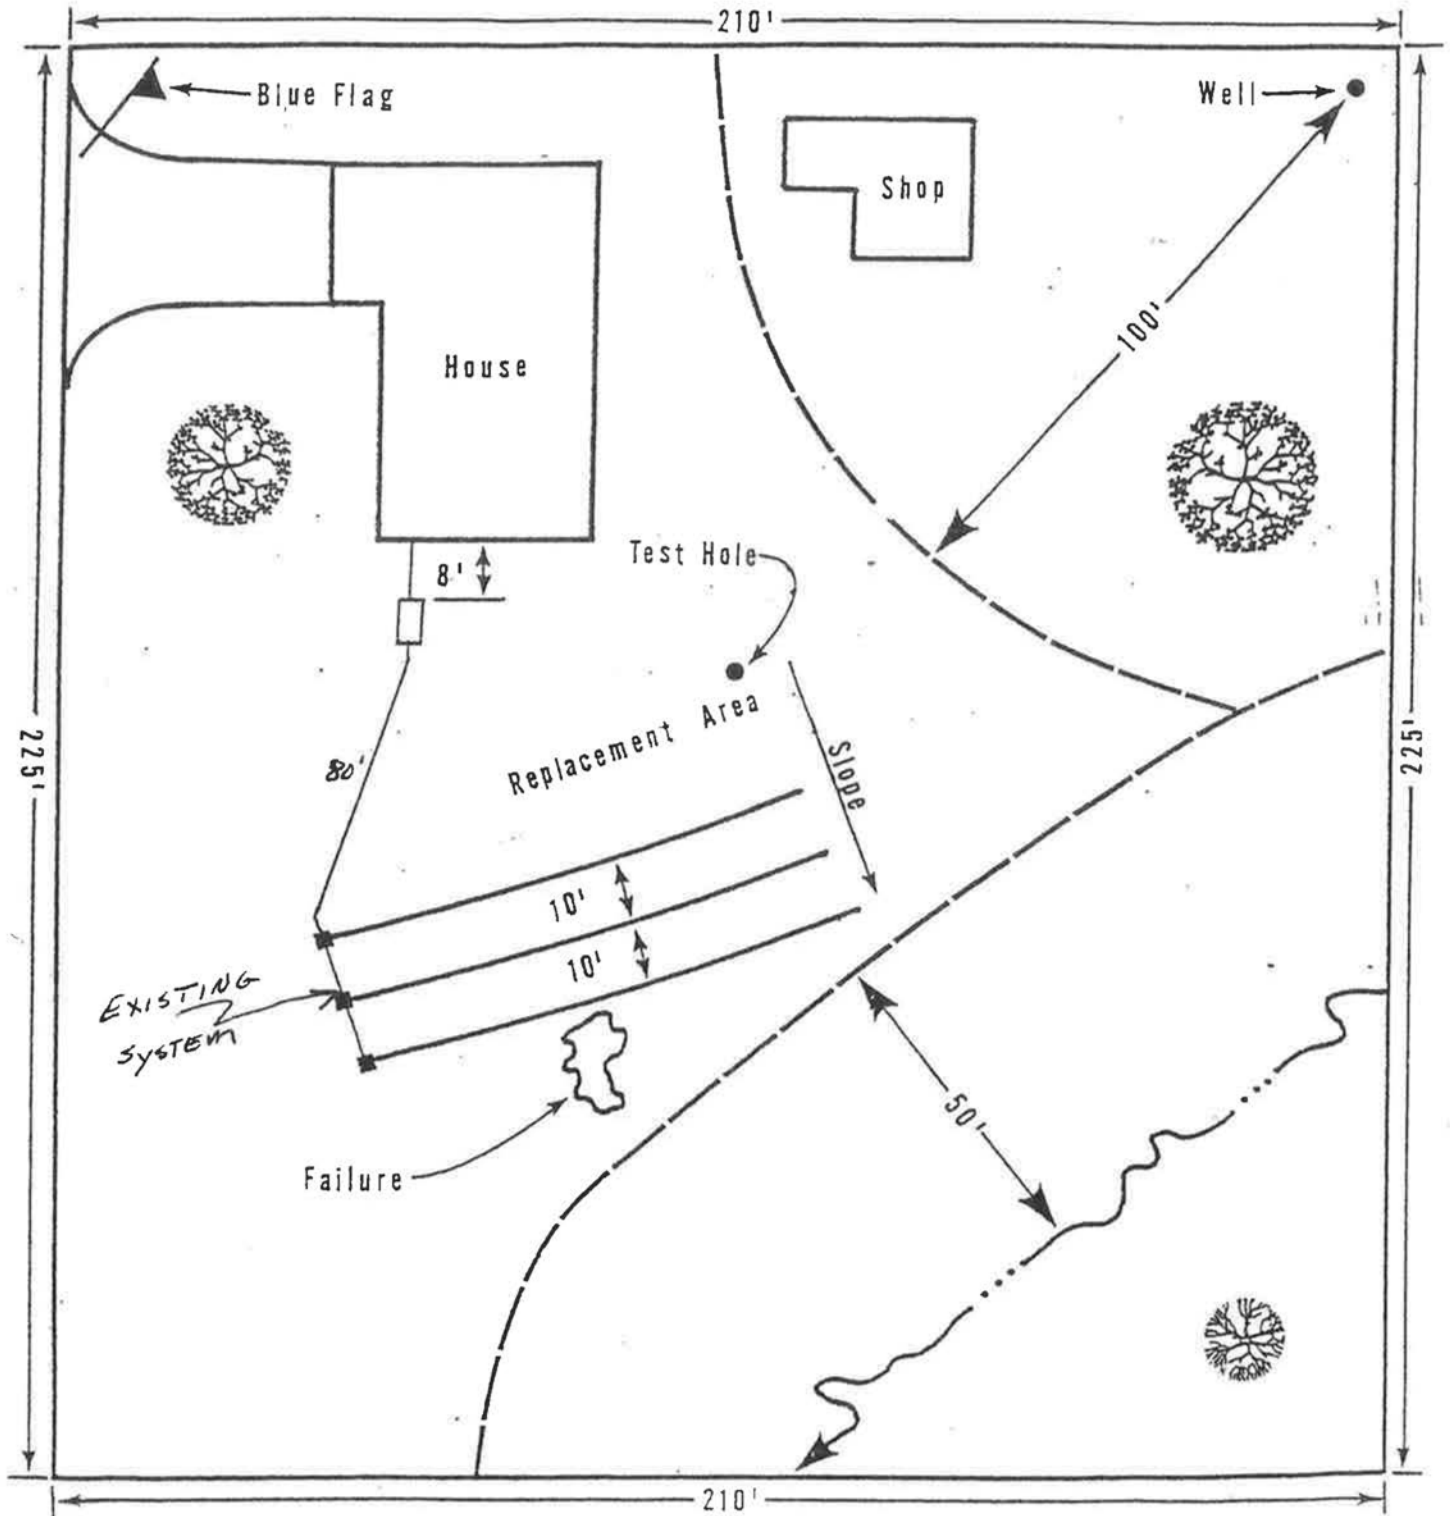 210'
Blue Flag
Well
Shop
100'
House
Test Hole
8'
Replacement Area
225'
225'
80'
Slope
10'
10'
EXISTING
SYSTEM
50'
Failure
210'